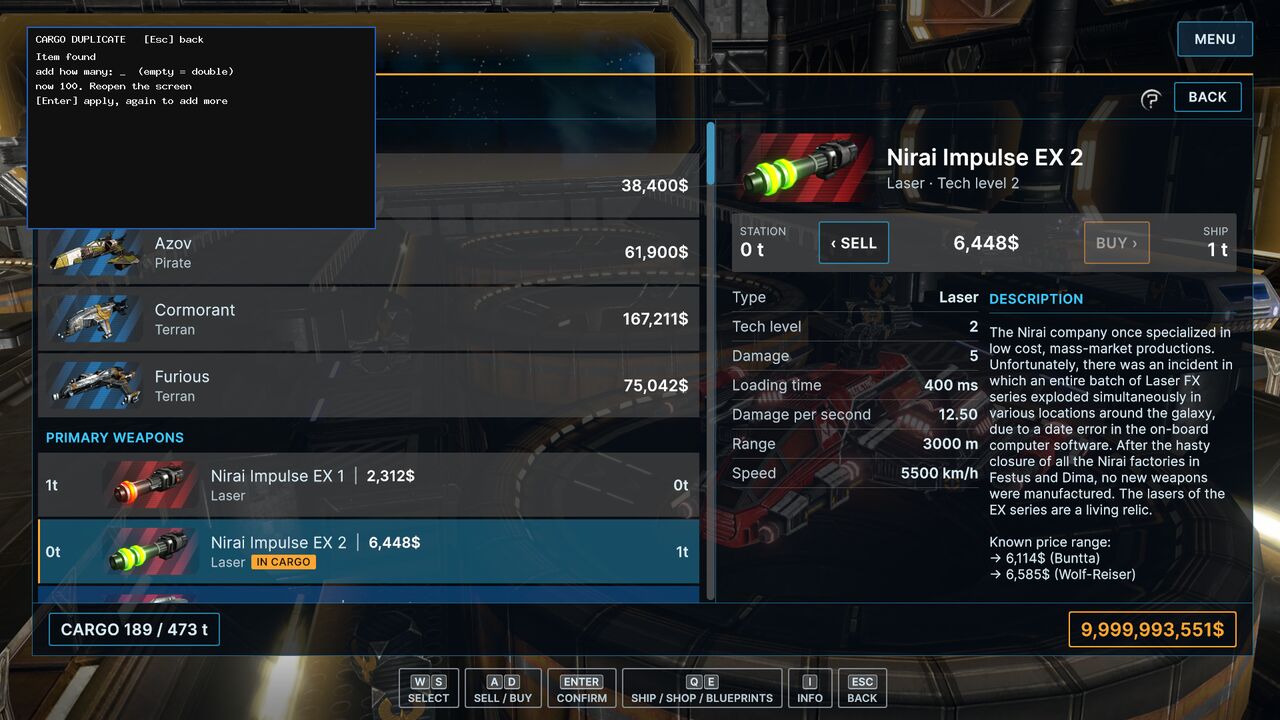 CARGO DUPLICATE [Esc] back
Item found
add how many: _ (empty = double)
now 100. Reopen the screen
[Enter] apply, again to add more
MENU
? BACK
38,400$
Azov
Pirate
61,900$
Cormorant
Terran
167,211$
Furious
Terran
75,042$
PRIMARY WEAPONS
1t
Nirai Impulse EX 1 | 2,312$
Laser
0t
0t
Nirai Impulse EX 2 | 6,448$
Laser IN CARGO
1t
Nirai Impulse EX 2
Laser · Tech level 2
STATION
0 t
‹ SELL
6,448$
BUY ›
SHIP
1 t
Type Laser
Tech level 2
Damage 5
Loading time 400 ms
Damage per second 12.50
Range 3000 m
Speed 5500 km/h
DESCRIPTION
The Nirai company once specialized in
low cost, mass-market productions.
Unfortunately, there was an incident in
which an entire batch of Laser FX
series exploded simultaneously in
various locations around the galaxy,
due to a date error in the on-board
computer software. After the hasty
closure of all the Nirai factories in
Festus and Dima, no new weapons
were manufactured. The lasers of the
EX series are a living relic.
Known price range:
→ 6,114$ (Buntta)
→ 6,585$ (Wolf-Reiser)
CARGO 189 / 473 t
9,999,993,551$
W S
SELECT
A D
SELL / BUY
ENTER
CONFIRM
Q E
SHIP / SHOP / BLUEPRINTS
I
INFO
ESC
BACK